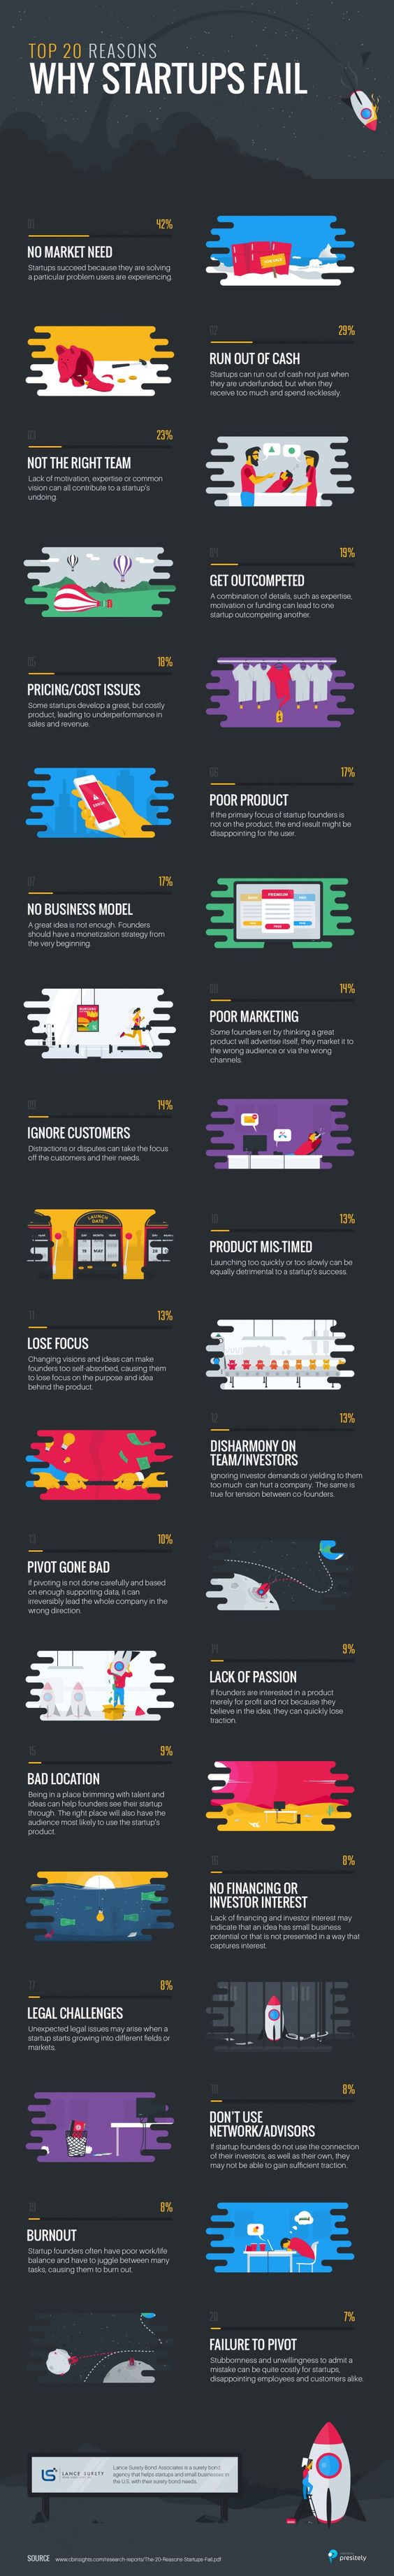 TOP 20 REASONS
WHY STARTUPS FAIL
01
42%
NO MARKET NEED
Startups succeed because they are solving
a particular problem users are experiencing.
02
29%
RUN OUT OF CASH
Startups can run out of cash not just when
they are underfunded, but when they
receive too much and spend recklessly.
03
23%
NOT THE RIGHT TEAM
Lack of motivation, expertise or common
vision can all contribute to a startup's
undoing.
04
19%
GET OUTCOMPETED
A combination of details, such as expertise,
motivation or funding can lead to one
startup outcompeting another.
05
18%
PRICING/COST ISSUES
Some startups develop a great, but costly
product, leading to underperformance in
sales and revenue.
06
17%
POOR PRODUCT
If the primary focus of startup founders is
not on the product, the end result might be
disappointing for the user.
07
17%
NO BUSINESS MODEL
A great idea is not enough. Founders
should have a monetization strategy from
the very beginning.
PREMIUM
08
14%
POOR MARKETING
Some founders err by thinking a great
product will advertise itself, they market it to
the wrong audience or via the wrong
channels.
09
14%
IGNORE CUSTOMERS
Distractions or disputes can take the focus
off the customers and their needs.
LAUNCH
DATE
10
13%
PRODUCT MIS-TIMED
Launching too quickly or too slowly can be
equally detrimental to a startup's success.
11
13%
LOSE FOCUS
Changing visions and ideas can make
founders too self-absorbed, causing them
to lose focus on the purpose and idea
behind the product.
12
13%
DISHARMONY ON
TEAM/INVESTORS
Ignoring investor demands or yielding to them
too much can hurt a company. The same is
true for tension between co-founders.
13
10%
PIVOT GONE BAD
If pivoting is not done carefully and based
on enough supporting data, it can
irreversibly lead the whole company in the
wrong direction.
14
9%
LACK OF PASSION
If founders are interested in a product
merely for profit and not because they
believe in the idea, they can quickly lose
traction.
15
9%
BAD LOCATION
Being in a place brimming with talent and
ideas can help founders see their startup
through. The right place will also have the
audience most likely to use the startup's
product.
16
8%
NO FINANCING OR
INVESTOR INTEREST
Lack of financing and investor interest may
indicate that an idea has small business
potential or that is not presented in a way that
captures interest.
17
8%
LEGAL CHALLENGES
Unexpected legal issues may arise when a
startup starts growing into different fields or
markets.
18
8%
DON'T USE
NETWORK/ADVISORS
If startup founders do not use the connection
of their investors, as well as their own, they
may not be able to gain sufficient traction.
19
8%
BURNOUT
Startup founders often have poor work/life
balance and have to juggle between many
tasks, causing them to burn out.
20
7%
FAILURE TO PIVOT
Stubbornness and unwillingness to admit a
mistake can be quite costly for startups,
disappointing employees and customers alike.
LS LANCE SURETY
Lance Surety Bond Associates is a surety bond
agency that helps startups and small businesses in
the U.S. with their surety bond needs.
SOURCE www.cbinsights.com/research-reports/The-20-Reasons-Startups-Fail.pdf
presitely